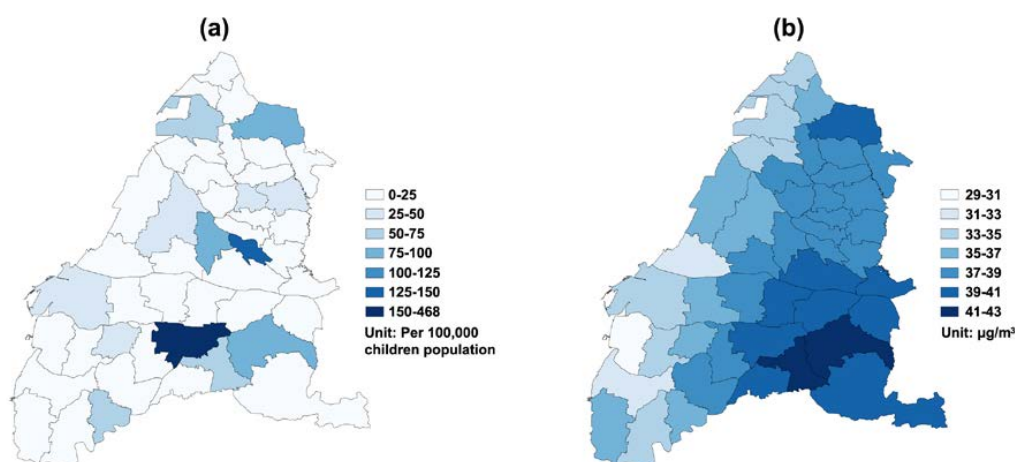 (a)
0-25
25-50
50-75
75-100
100-125
125-150
150-468
Unit: Per 100,000
children population
(b)
29-31
31-33
33-35
35-37
37-39
39-41
41-43
Unit: µg/m³